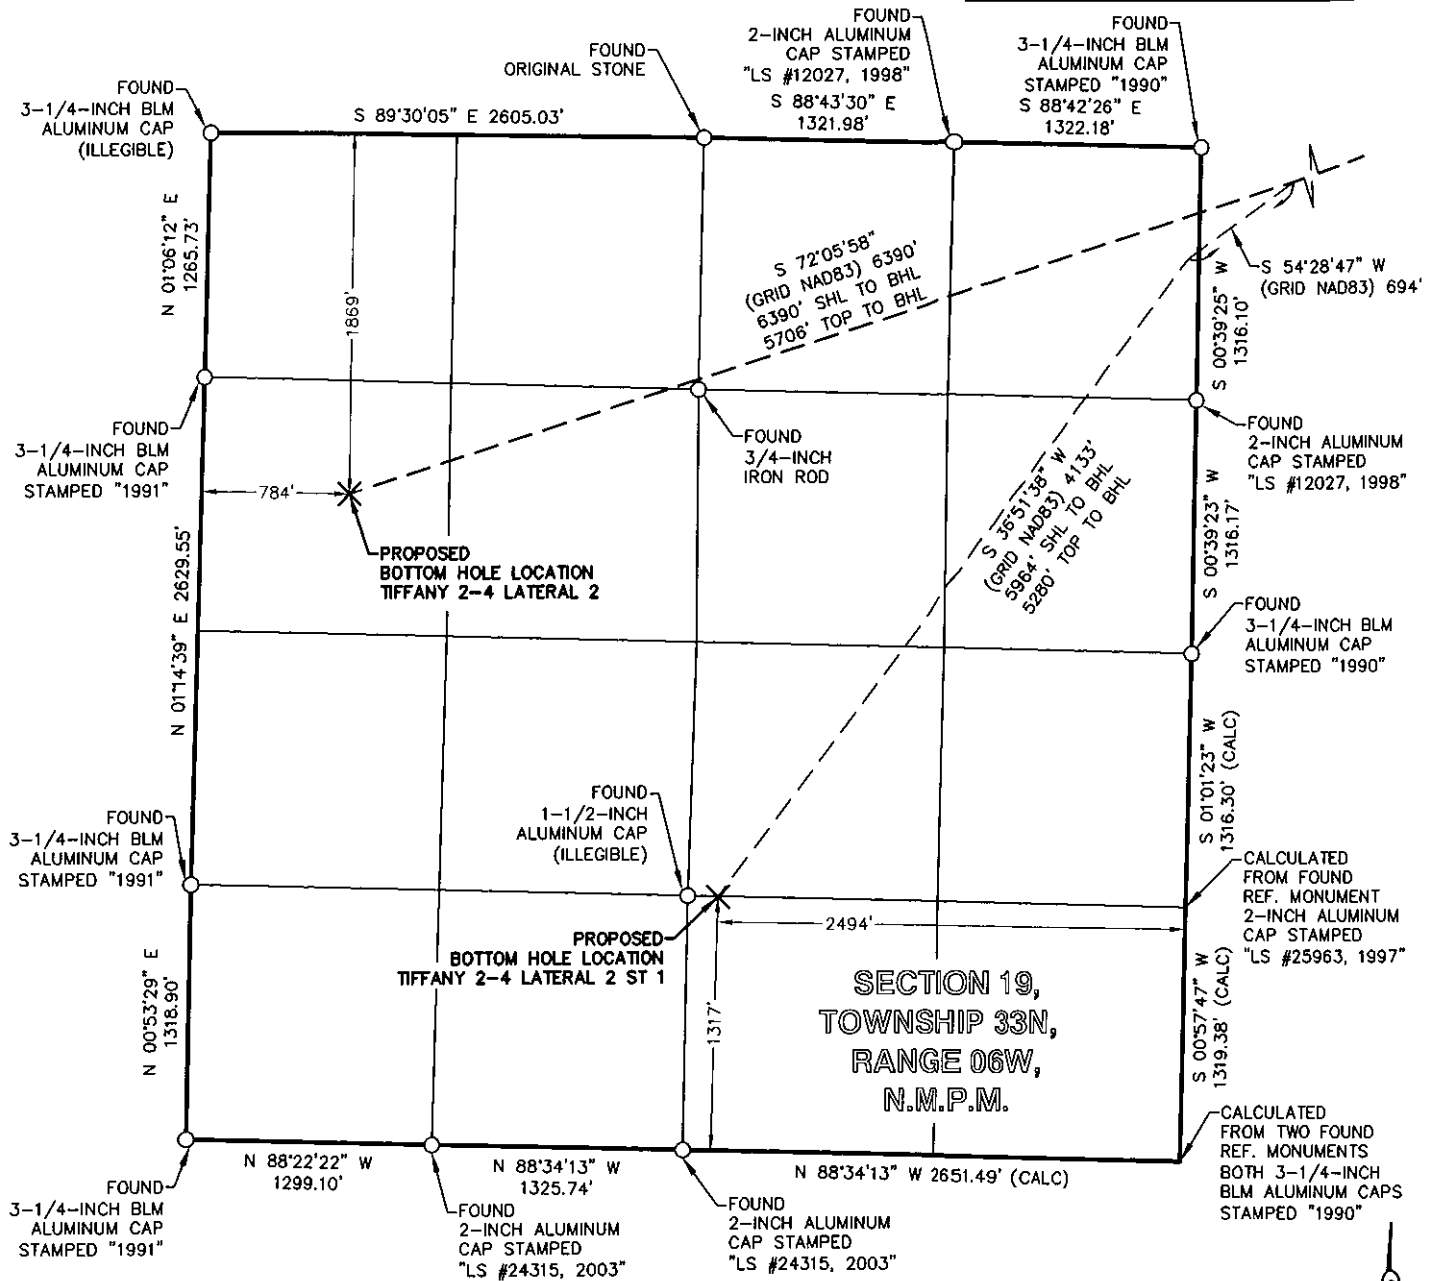 FOUND
2-INCH ALUMINUM
CAP STAMPED
"LS #12027, 1998"
S 88°43'30" E
1321.98'
FOUND
3-1/4-INCH BLM
ALUMINUM CAP
STAMPED "1990"
S 88°42'26" E
1322.18'
FOUND
ORIGINAL STONE
FOUND
3-1/4-INCH BLM
ALUMINUM CAP
(ILLEGIBLE)
S 89°30'05" E 2605.03'
N 01°06'12" E
1265.73'
1869'
S 72°05'58"
(GRID NAD83) 6390'
6390' SHL TO BHL
5706' TOP TO BHL
S 54°28'47" W
(GRID NAD83) 694'
S 00°39'25" W
1316.10'
FOUND
3-1/4-INCH BLM
ALUMINUM CAP
STAMPED "1991"
784'
FOUND
3/4-INCH
IRON ROD
FOUND
2-INCH ALUMINUM
CAP STAMPED
"LS #12027, 1998"
PROPOSED
BOTTOM HOLE LOCATION
TIFFANY 2-4 LATERAL 2
S 36°51'38" W
(GRID NAD83) 4133'
5964' SHL TO BHL
5280' TOP TO BHL
S 00°39'23" W
1316.17'
N 01°14'39" E 2629.55'
FOUND
3-1/4-INCH BLM
ALUMINUM CAP
STAMPED "1990"
S 01°01'23" W
1316.30' (CALC)
FOUND
1-1/2-INCH
ALUMINUM CAP
(ILLEGIBLE)
FOUND
3-1/4-INCH BLM
ALUMINUM CAP
STAMPED "1991"
CALCULATED
FROM FOUND
REF. MONUMENT
2-INCH ALUMINUM
CAP STAMPED
"LS #25963, 1997"
2494'
PROPOSED
BOTTOM HOLE LOCATION
TIFFANY 2-4 LATERAL 2 ST 1
1317'
SECTION 19,
TOWNSHIP 33N,
RANGE 06W,
N.M.P.M.
N 00°53'29" E
1318.90'
S 00°57'47" W
1319.38' (CALC)
CALCULATED
FROM TWO FOUND
REF. MONUMENTS
BOTH 3-1/4-INCH
BLM ALUMINUM CAPS
STAMPED "1990"
N 88°22'22" W
1299.10'
N 88°34'13" W
1325.74'
N 88°34'13" W 2651.49' (CALC)
FOUND
3-1/4-INCH BLM
ALUMINUM CAP
STAMPED "1991"
FOUND
2-INCH ALUMINUM
CAP STAMPED
"LS #24315, 2003"
FOUND
2-INCH ALUMINUM
CAP STAMPED
"LS #24315, 2003"